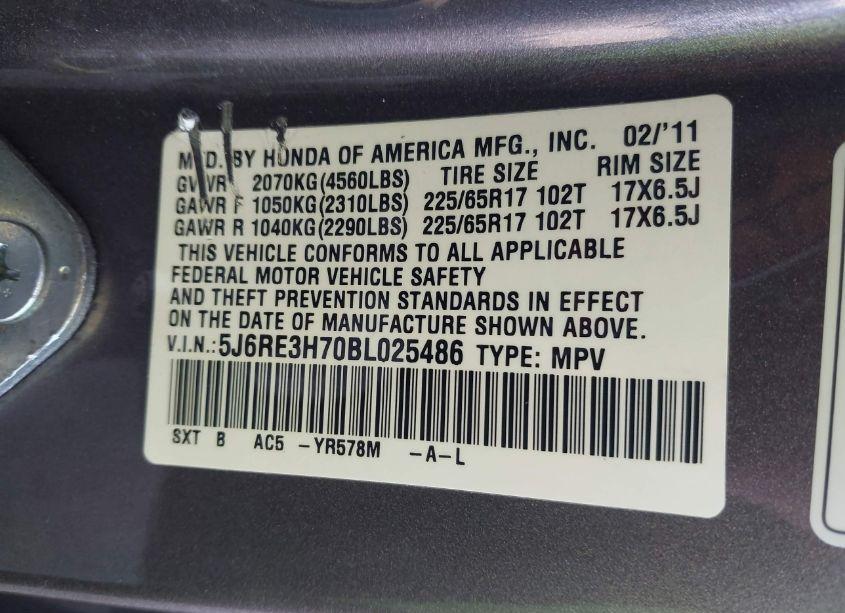 MFD. BY HONDA OF AMERICA MFG., INC. 02/'11
GVWR 2070KG(4560LBS) TIRE SIZE RIM SIZE
GAWR F 1050KG(2310LBS) 225/65R17 102T 17X6.5J
GAWR R 1040KG(2290LBS) 225/65R17 102T 17X6.5J
THIS VEHICLE CONFORMS TO ALL APPLICABLE
FEDERAL MOTOR VEHICLE SAFETY
AND THEFT PREVENTION STANDARDS IN EFFECT
ON THE DATE OF MANUFACTURE SHOWN ABOVE.
V.I.N.:5J6RE3H70BL025486 TYPE: MPV
SXT B AC5 -YR578M -A-L